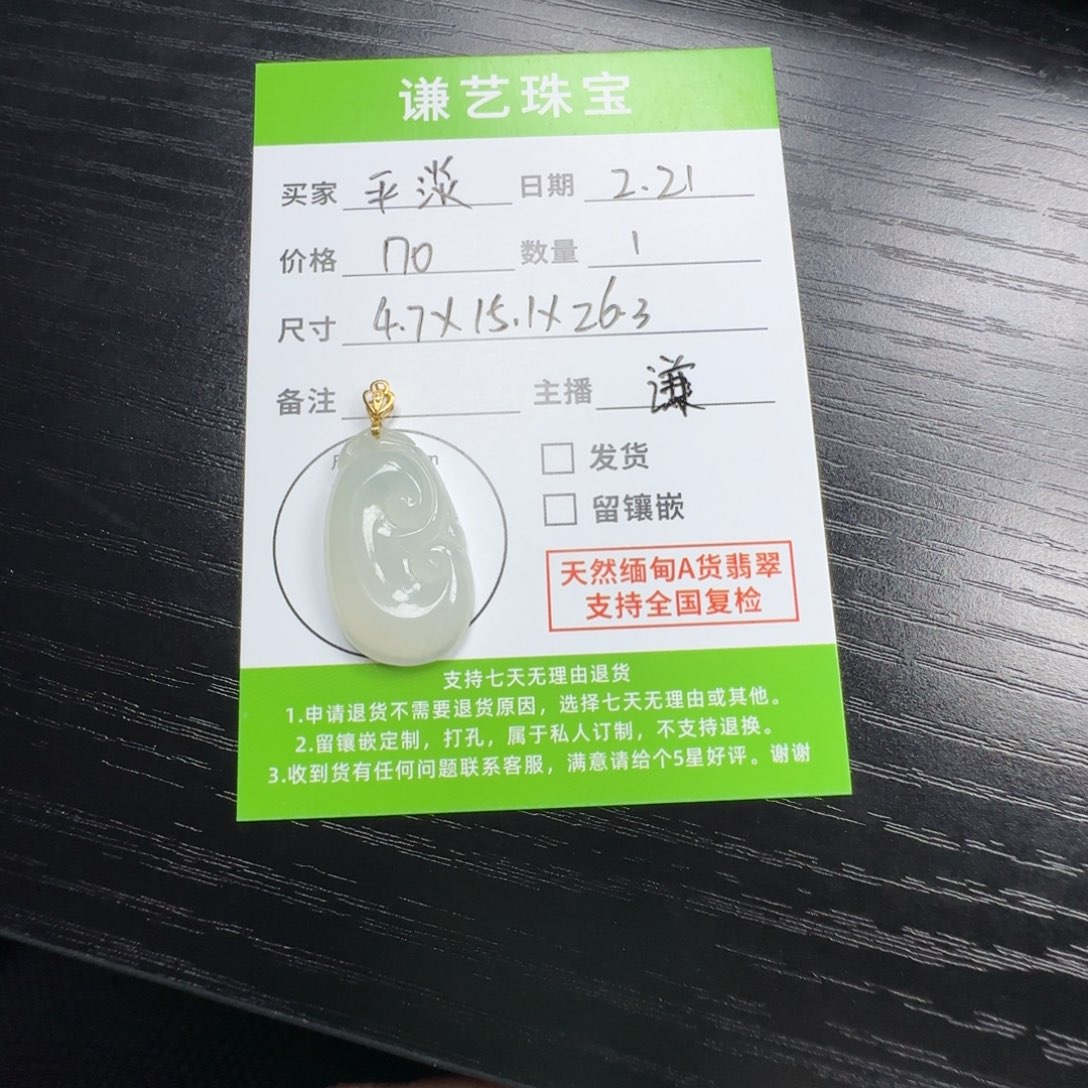 谦艺珠宝
买家 平淡 日期 2.21
价格 70 数量 1
尺寸 4.7X15.1X26.3
备注 主播 谦
发货
留镶嵌
天然缅甸A货翡翠
支持全国复检
支持七天无理由退货
1.申请退货不需要退货原因，选择七天无理由或其他。
2.留镶嵌定制，打孔，属于私人订制，不支持退换。
3.收到货有任何问题联系客服，满意请给个5星好评。谢谢